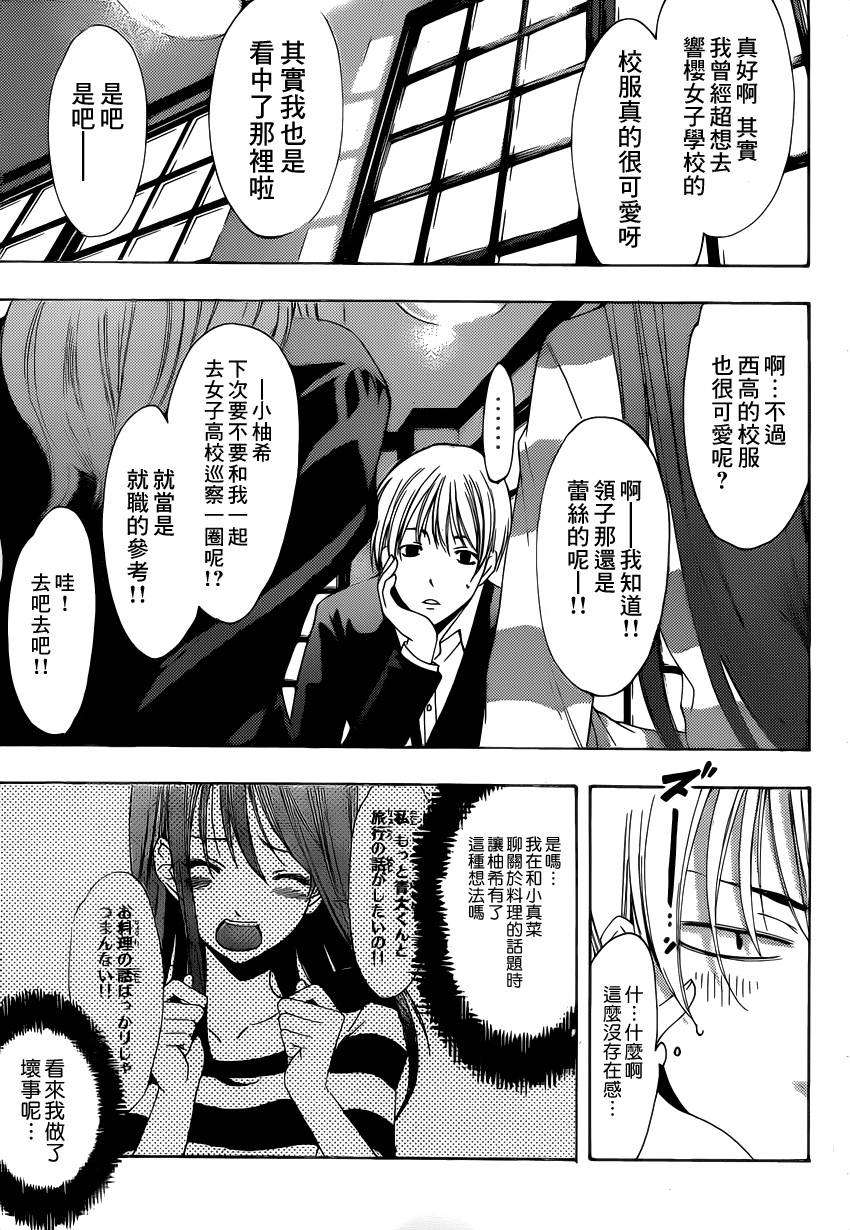 真好啊 其實
我曾經超想去
響櫻女子學校的
校服真的很可愛呀
其實我也是
看中了那裡啦
是吧
是吧──
啊…不過
西高的校服
也很可愛呢?
啊──我知道!!
領子那還是
蕾絲的呢─!!
……
─小柚希
下次要不要和我一起
去女子高校巡察一圈呢!?
就當是
就職的參考!!
哇!
去吧去吧!!
什…什麼啊
這麼沒存在感…
是嗎…
我在和小真菜
聊關於料理的話題時
讓柚希有了
這種想法嗎
私もっと青大くんと
旅行の話がしたいの!!
お料理の話ばっかりじゃ
つまんない!!
看來我做了
壞事呢…